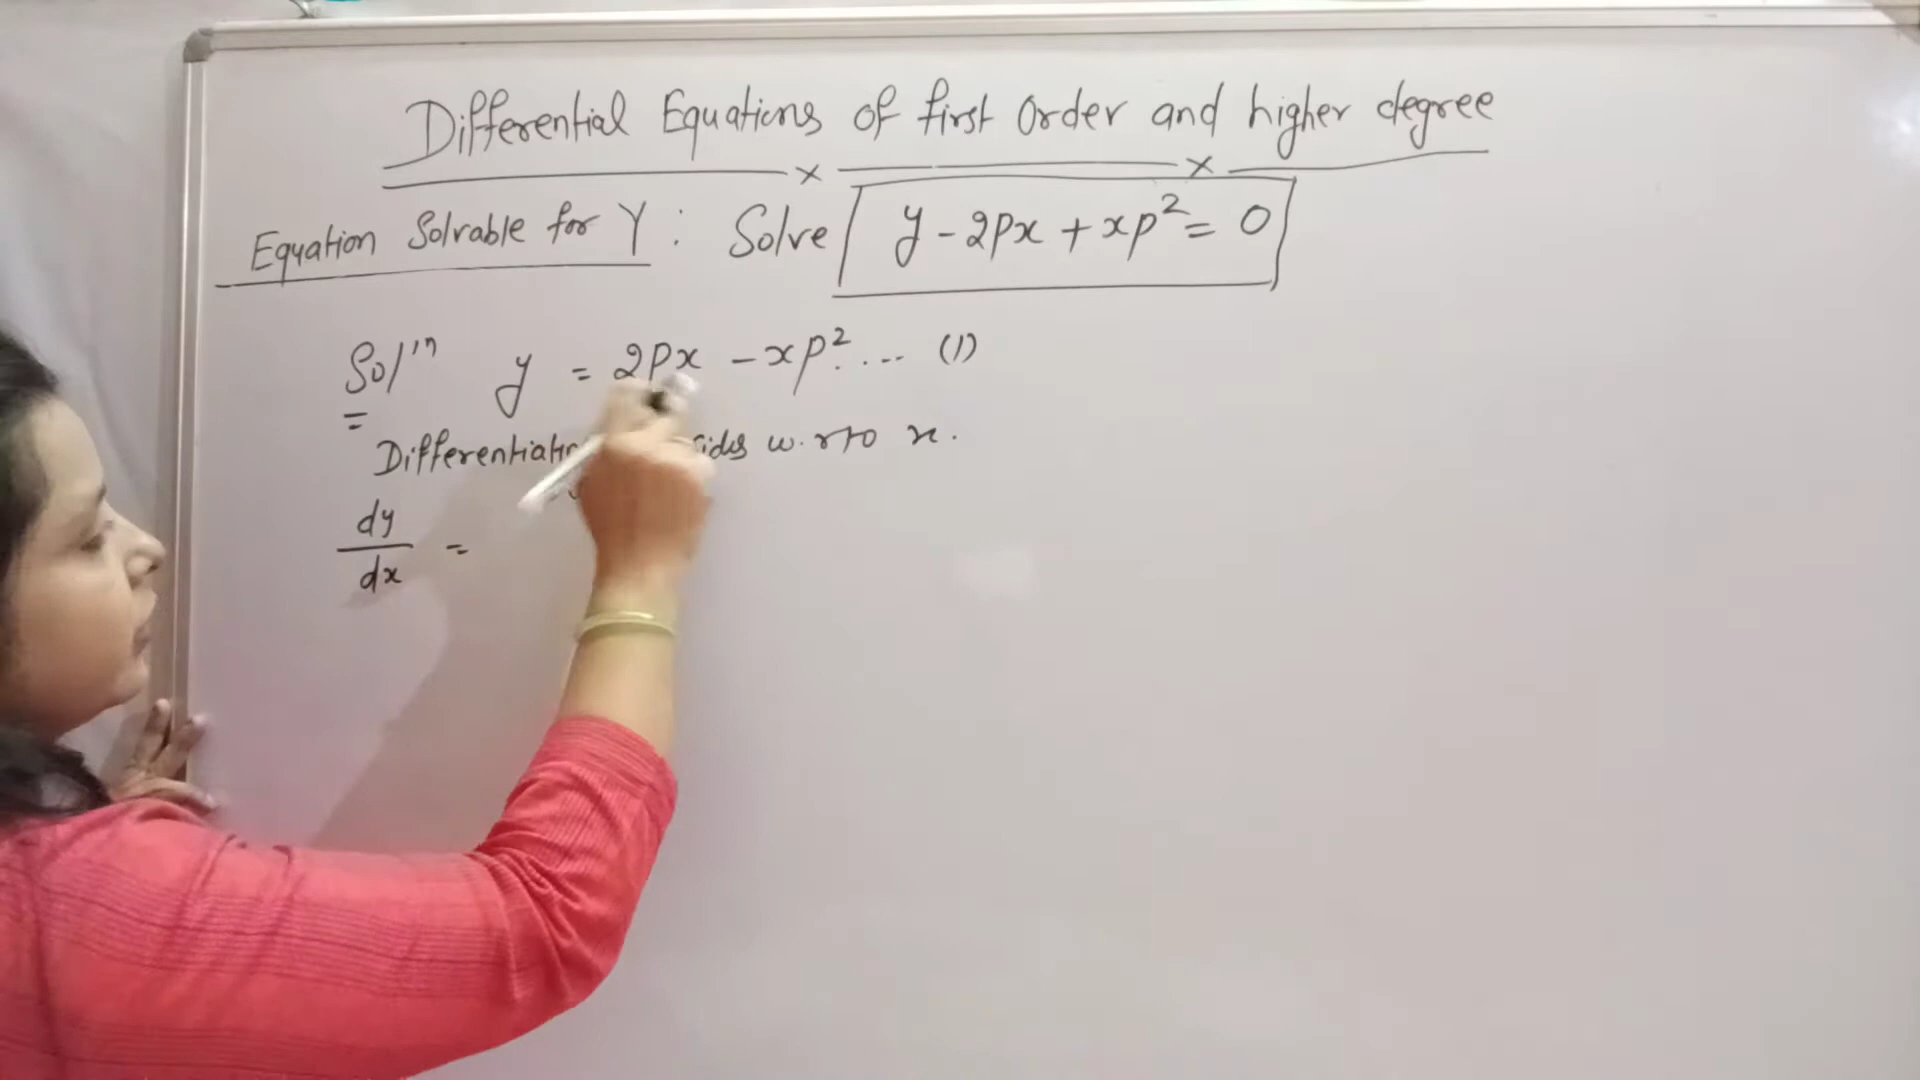 Differential Equations of first Order and higher degree
Equation Solvable for Y : Solve y - 2px + xp² = 0
Sol'n y = 2px - xp² ... (1)
w. r to x.
dy/dx =